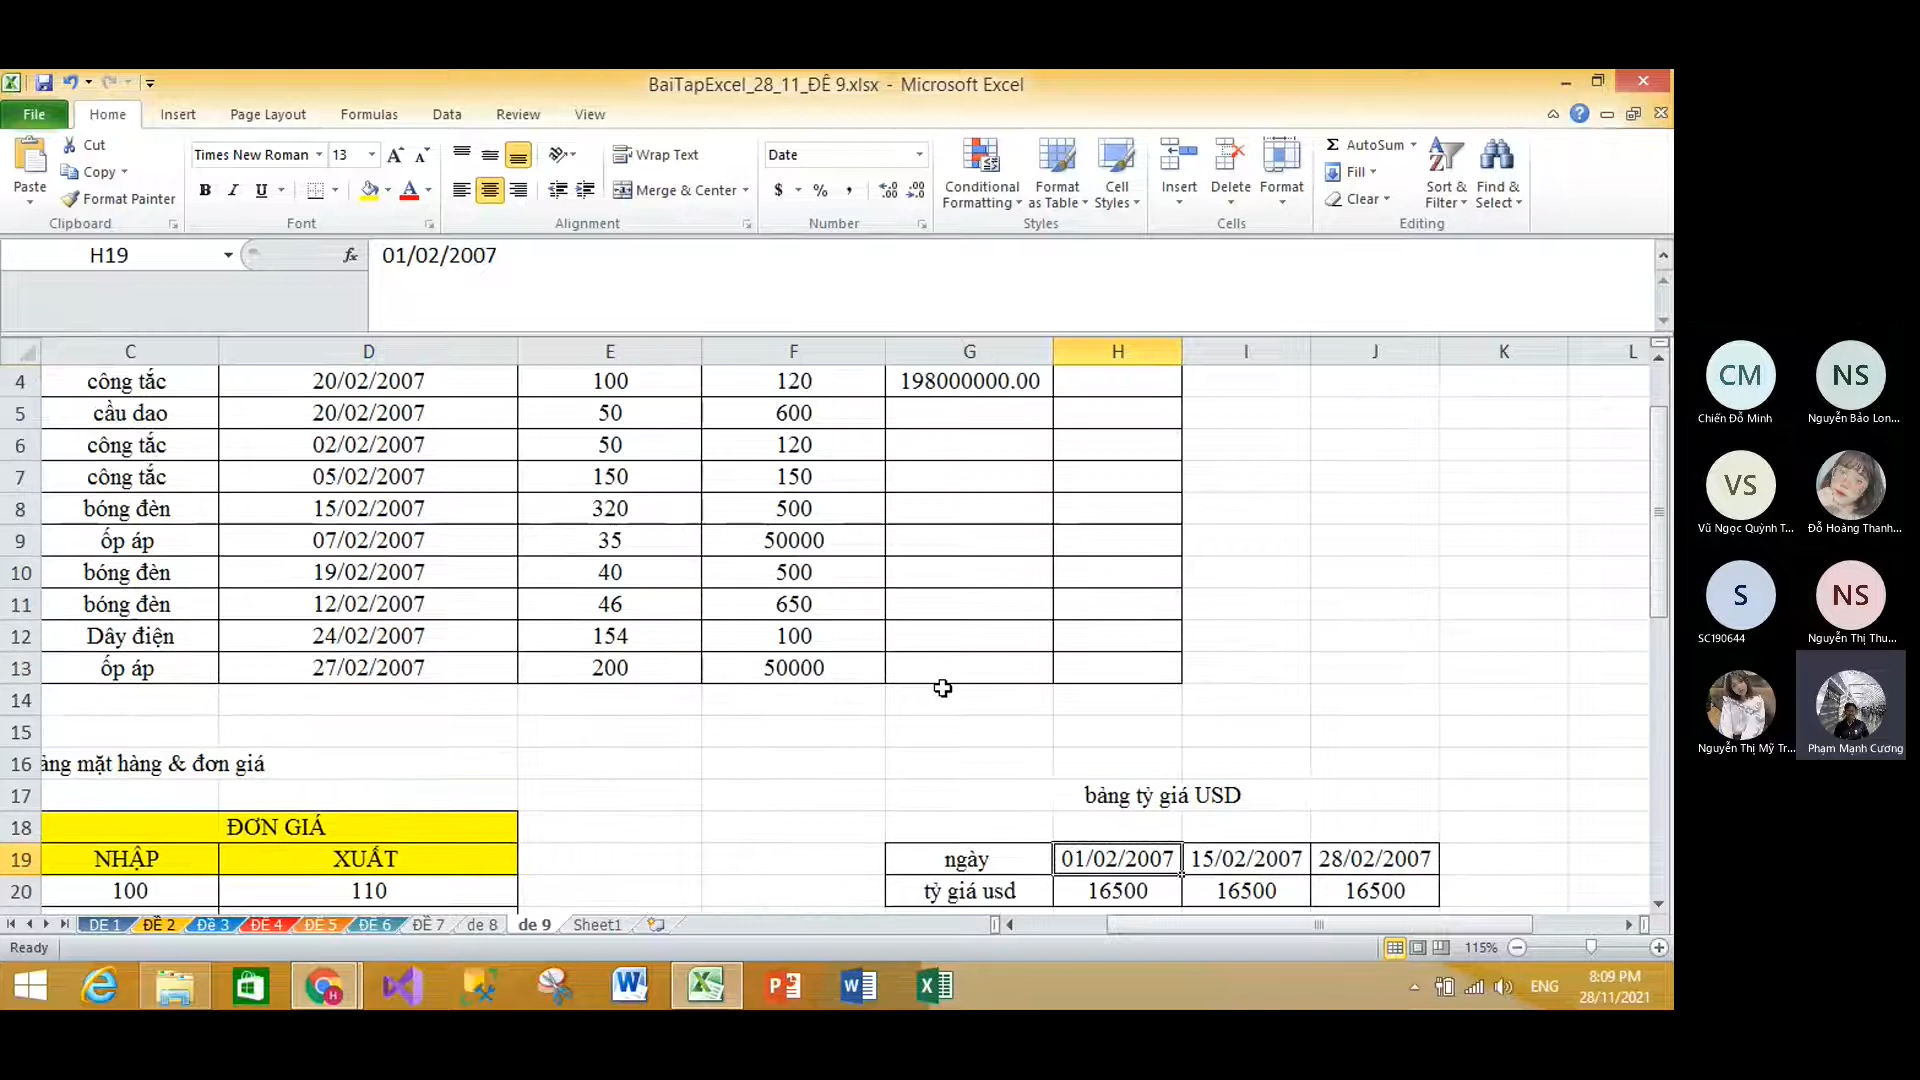 BaiTapExcel_28_11_ĐỀ 9.xlsx - Microsoft Excel
File Home Insert Page Layout Formulas Data Review View
Paste
Cut
Copy
Format Painter
Clipboard
Times New Roman 13
B I U
Font
Wrap Text
Merge & Center
Alignment
Date
$ % ,
Number
Conditional Formatting
Format as Table
Cell Styles
Styles
Insert Delete Format
Cells
Σ AutoSum
Fill
Clear
Sort & Filter
Find & Select
Editing
H19 fx 01/02/2007
C D E F G H I J K L
4 công tắc 20/02/2007 100 120 198000000.00
5 cầu dao 20/02/2007 50 600
6 công tắc 02/02/2007 50 120
7 công tắc 05/02/2007 150 150
8 bóng đèn 15/02/2007 320 500
9 ốp áp 07/02/2007 35 50000
10 bóng đèn 19/02/2007 40 500
11 bóng đèn 12/02/2007 46 650
12 Dây điện 24/02/2007 154 100
13 ốp áp 27/02/2007 200 50000
14
15
16 àng mặt hàng & đơn giá
17 bảng tỷ giá USD
18 ĐƠN GIÁ
19 NHẬP XUẤT ngày 01/02/2007 15/02/2007 28/02/2007
20 100 110 tỷ giá usd 16500 16500 16500
DE 1 ĐỀ 2 Đề 3 ĐỀ 4 ĐỀ 5 ĐỀ 6 ĐỀ 7 de 8 de 9 Sheet1
Ready 115%
ENG 8:09 PM
28/11/2021
CM NS
Chiến Đỗ Minh Nguyễn Bảo Lon...
VS
Vũ Ngọc Quỳnh T... Đỗ Hoàng Thanh...
S NS
SC190644 Nguyễn Thị Thu...
Nguyễn Thị Mỹ Tr... Phạm Mạnh Cương